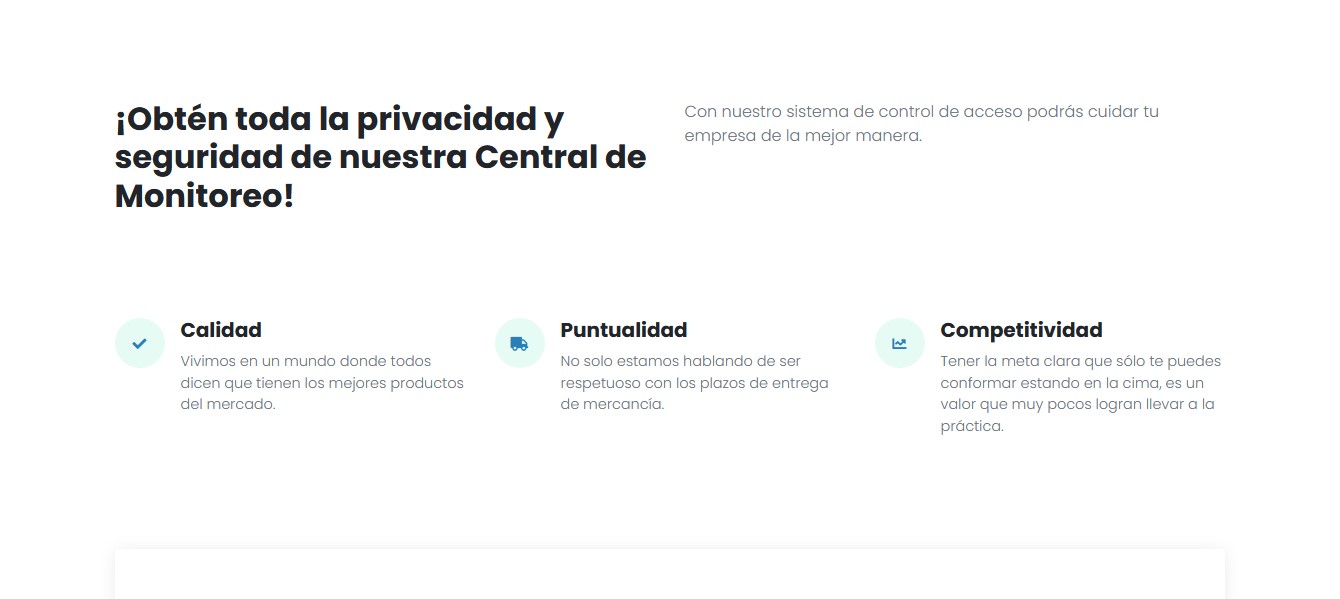 ¡Obtén toda la privacidad y
seguridad de nuestra Central de
Monitoreo!
Con nuestro sistema de control de acceso podrás cuidar tu
empresa de la mejor manera.
Calidad
Vivimos en un mundo donde todos
dicen que tienen los mejores productos
del mercado.
Puntualidad
No solo estamos hablando de ser
respetuoso con los plazos de entrega
de mercancía.
Competitividad
Tener la meta clara que sólo te puedes
conformar estando en la cima, es un
valor que muy pocos logran llevar a la
práctica.